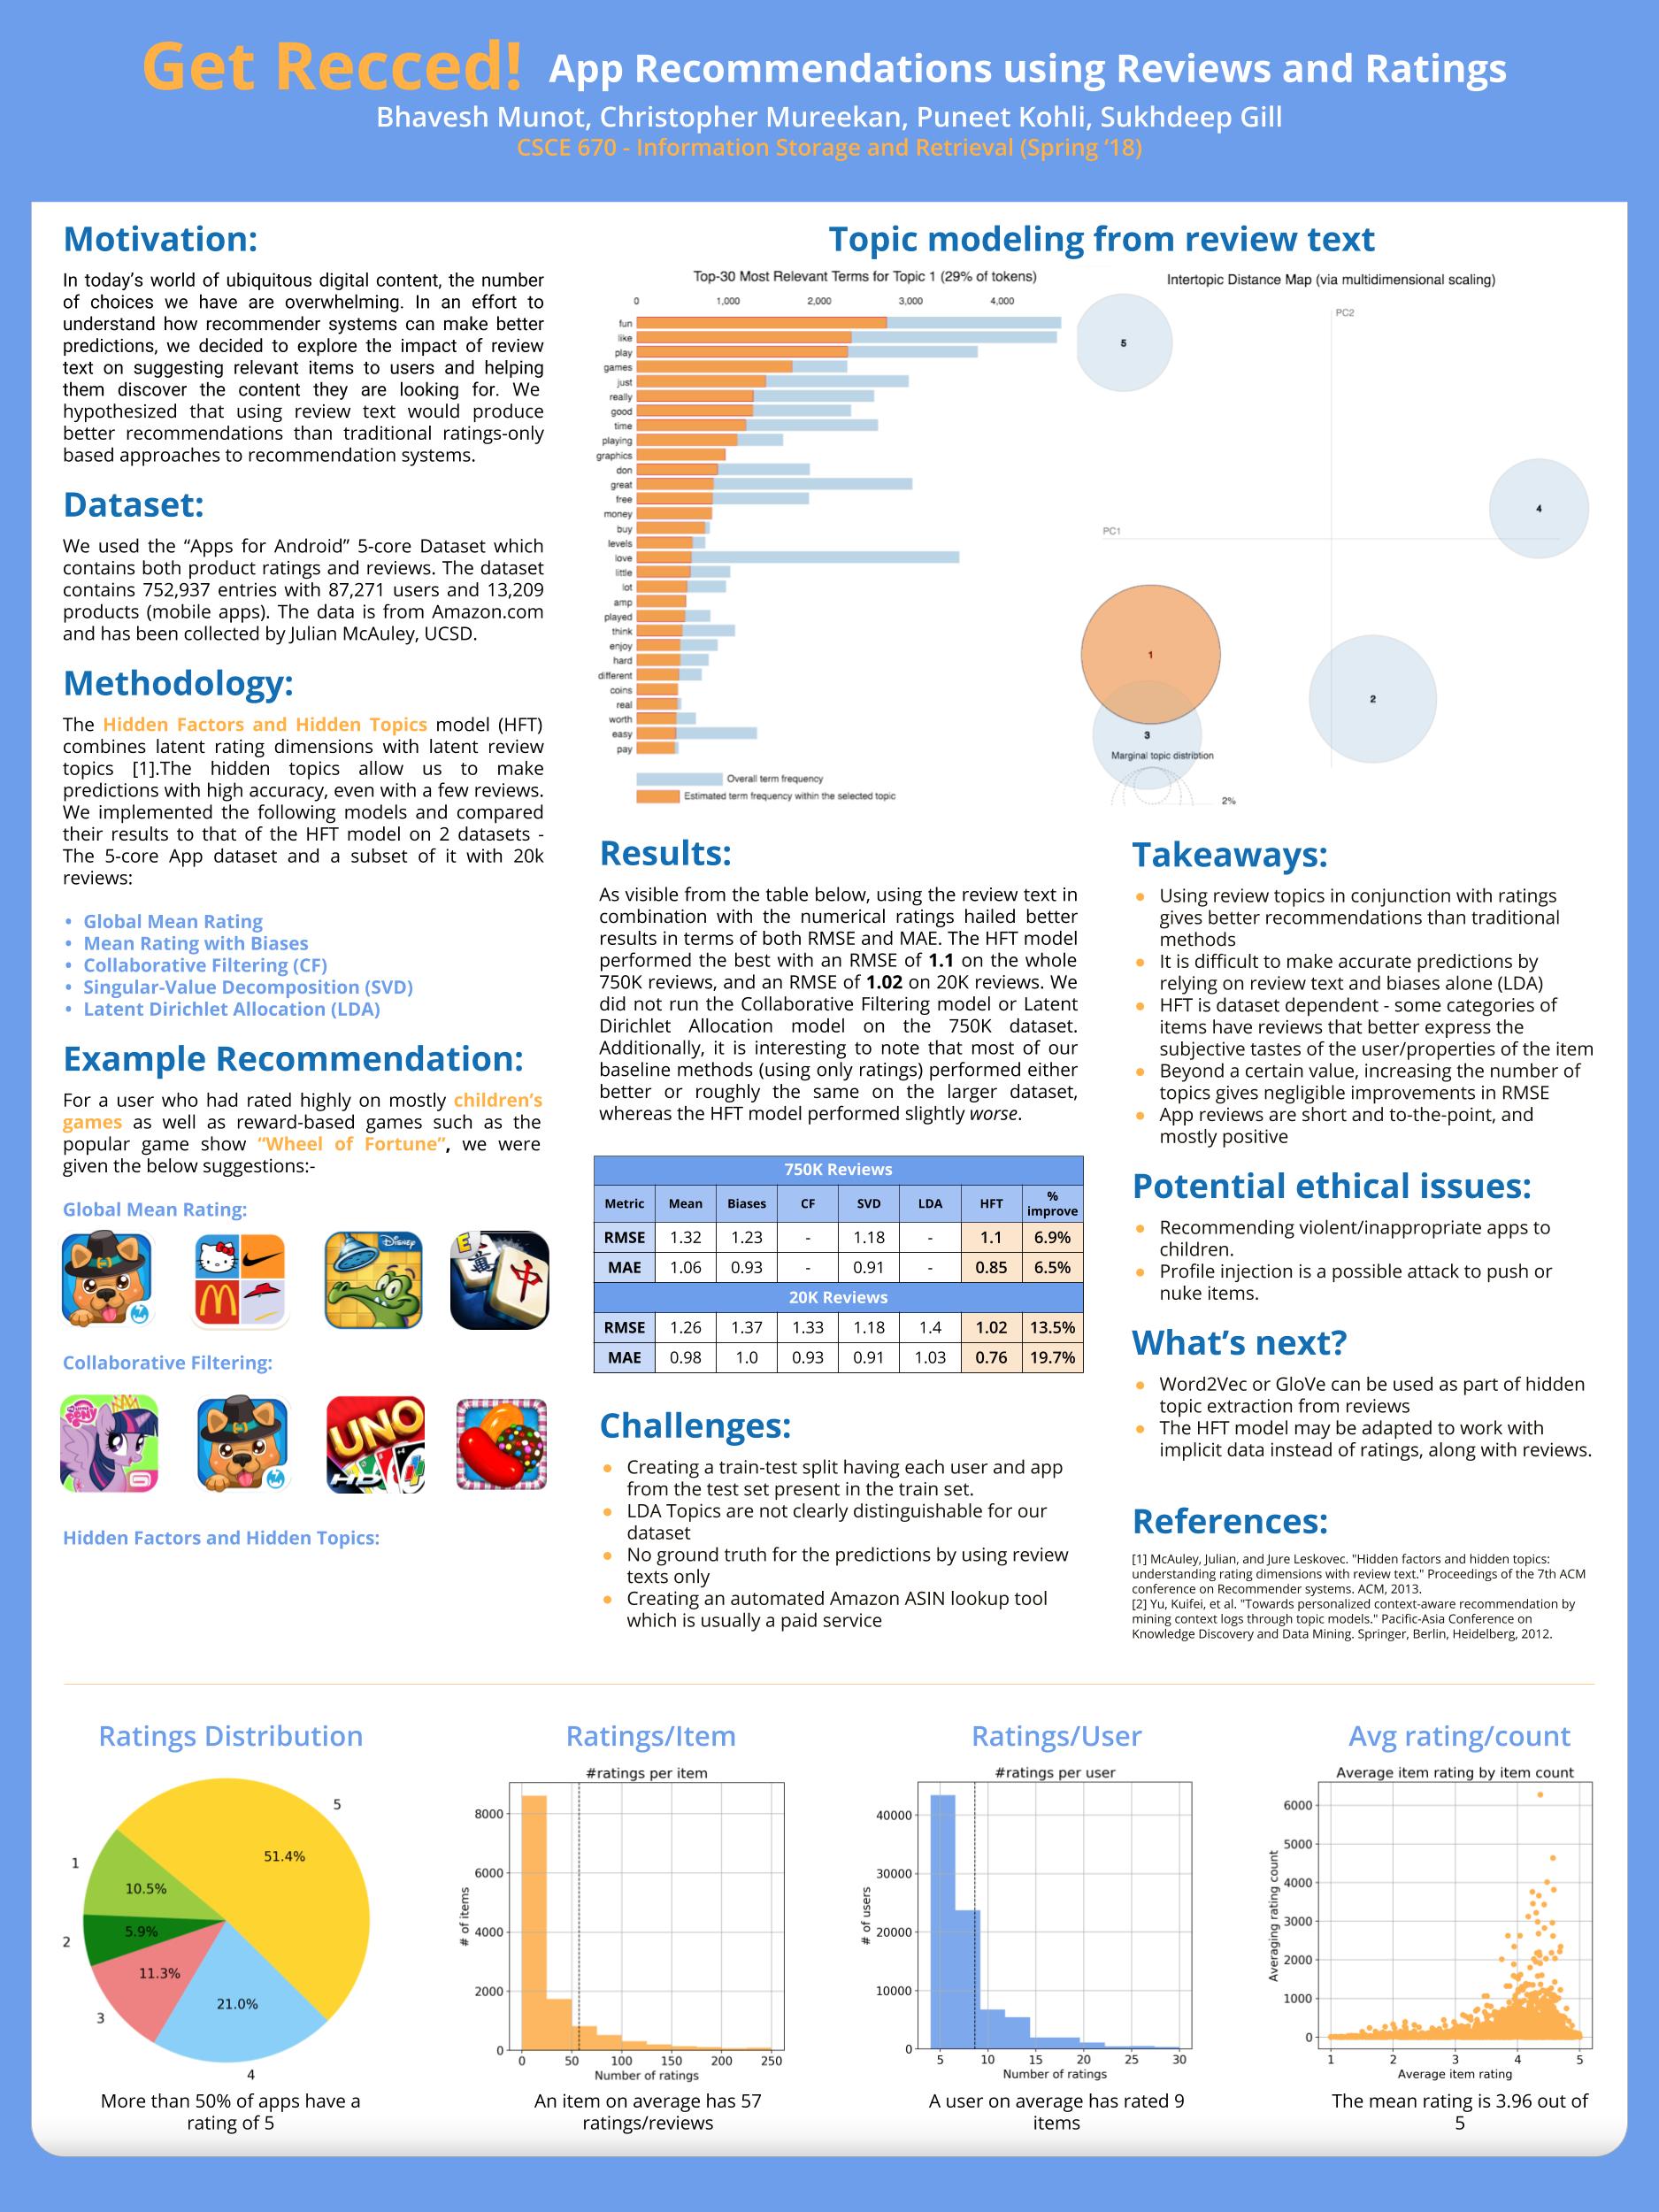 Get Recced! App Recommendations using Reviews and Ratings
Bhavesh Munot, Christopher Mureekan, Puneet Kohli, Sukhdeep Gill
CSCE 670 - Information Storage and Retrieval (Spring '18)
Motivation:
In today's world of ubiquitous digital content, the number
of choices we have are overwhelming. In an effort to
understand how recommender systems can make better
predictions, we decided to explore the impact of review
text on suggesting relevant items to users and helping
them discover the content they are looking for. We
hypothesized that using review text would produce
better recommendations than traditional ratings-only
based approaches to recommendation systems.
Dataset:
We used the “Apps for Android” 5-core Dataset which
contains both product ratings and reviews. The dataset
contains 752,937 entries with 87,271 users and 13,209
products (mobile apps). The data is from Amazon.com
and has been collected by Julian McAuley, UCSD.
Methodology:
The Hidden Factors and Hidden Topics model (HFT)
combines latent rating dimensions with latent review
topics [1].The hidden topics allow us to make
predictions with high accuracy, even with a few reviews.
We implemented the following models and compared
their results to that of the HFT model on 2 datasets -
The 5-core App dataset and a subset of it with 20k
reviews:
• Global Mean Rating
• Mean Rating with Biases
• Collaborative Filtering (CF)
• Singular-Value Decomposition (SVD)
• Latent Dirichlet Allocation (LDA)
Example Recommendation:
For a user who had rated highly on mostly children's
games as well as reward-based games such as the
popular game show “Wheel of Fortune”, we were
given the below suggestions:-
Global Mean Rating:
Disney
E
Collaborative Filtering:
PONY
UNO
HD
Hidden Factors and Hidden Topics:
Topic modeling from review text
Top-30 Most Relevant Terms for Topic 1 (29% of tokens)
0 1,000 2,000 3,000 4,000
fun
like
play
games
just
really
good
time
playing
graphics
don
great
free
money
buy
levels
love
little
lot
amp
played
think
enjoy
hard
different
coins
real
worth
easy
pay
Overall term frequency
Estimated term frequency within the selected topic
Intertopic Distance Map (via multidimensional scaling)
PC2
5
4
PC1
1
2
3
Marginal topic distribtion
2%
Results:
As visible from the table below, using the review text in
combination with the numerical ratings hailed better
results in terms of both RMSE and MAE. The HFT model
performed the best with an RMSE of 1.1 on the whole
750K reviews, and an RMSE of 1.02 on 20K reviews. We
did not run the Collaborative Filtering model or Latent
Dirichlet Allocation model on the 750K dataset.
Additionally, it is interesting to note that most of our
baseline methods (using only ratings) performed either
better or roughly the same on the larger dataset,
whereas the HFT model performed slightly worse.
750K Reviews
Metric Mean Biases CF SVD LDA HFT % improve
RMSE 1.32 1.23 - 1.18 - 1.1 6.9%
MAE 1.06 0.93 - 0.91 - 0.85 6.5%
20K Reviews
RMSE 1.26 1.37 1.33 1.18 1.4 1.02 13.5%
MAE 0.98 1.0 0.93 0.91 1.03 0.76 19.7%
Challenges:
● Creating a train-test split having each user and app
from the test set present in the train set.
● LDA Topics are not clearly distinguishable for our
dataset
● No ground truth for the predictions by using review
texts only
● Creating an automated Amazon ASIN lookup tool
which is usually a paid service
Takeaways:
● Using review topics in conjunction with ratings
gives better recommendations than traditional
methods
● It is difficult to make accurate predictions by
relying on review text and biases alone (LDA)
● HFT is dataset dependent - some categories of
items have reviews that better express the
subjective tastes of the user/properties of the item
● Beyond a certain value, increasing the number of
topics gives negligible improvements in RMSE
● App reviews are short and to-the-point, and
mostly positive
Potential ethical issues:
● Recommending violent/inappropriate apps to
children.
● Profile injection is a possible attack to push or
nuke items.
What's next?
● Word2Vec or GloVe can be used as part of hidden
topic extraction from reviews
● The HFT model may be adapted to work with
implicit data instead of ratings, along with reviews.
References:
[1] McAuley, Julian, and Jure Leskovec. "Hidden factors and hidden topics:
understanding rating dimensions with review text." Proceedings of the 7th ACM
conference on Recommender systems. ACM, 2013.
[2] Yu, Kuifei, et al. "Towards personalized context-aware recommendation by
mining context logs through topic models." Pacific-Asia Conference on
Knowledge Discovery and Data Mining. Springer, Berlin, Heidelberg, 2012.
Ratings Distribution
5
51.4%
1
10.5%
2
5.9%
3
11.3%
21.0%
4
More than 50% of apps have a
rating of 5
Ratings/Item
#ratings per item
# of items
8000
6000
4000
2000
0
0 50 100 150 200 250
Number of ratings
An item on average has 57
ratings/reviews
Ratings/User
#ratings per user
# of users
40000
30000
20000
10000
0
5 10 15 20 25 30
Number of ratings
A user on average has rated 9
items
Avg rating/count
Average item rating by item count
Averaging rating count
6000
5000
4000
3000
2000
1000
0
1 2 3 4 5
Average item rating
The mean rating is 3.96 out of
5